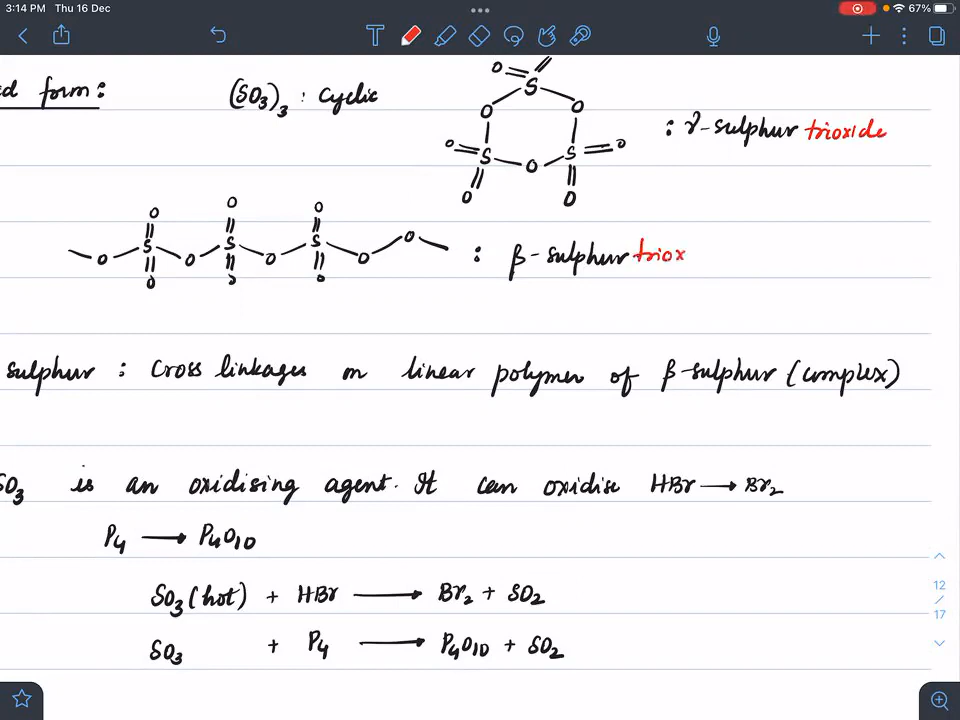 3:14 PM Thu 16 Dec 67%
ed form: (SO3)3 : Cyclic
O O
S
O O : γ-sulphur trioxide
O S O S O
O O
O O O
O S O S O S O O : β-sulphur triox
O O O
sulphur : Cross linkages on linear polymer of β-sulphur (complex)
SO3 is an oxidising agent. It can oxidise HBr → Br2
P4 → P4O10
12
/
17
SO3 (hot) + HBr → Br2 + SO2
SO3 + P4 → P4O10 + SO2